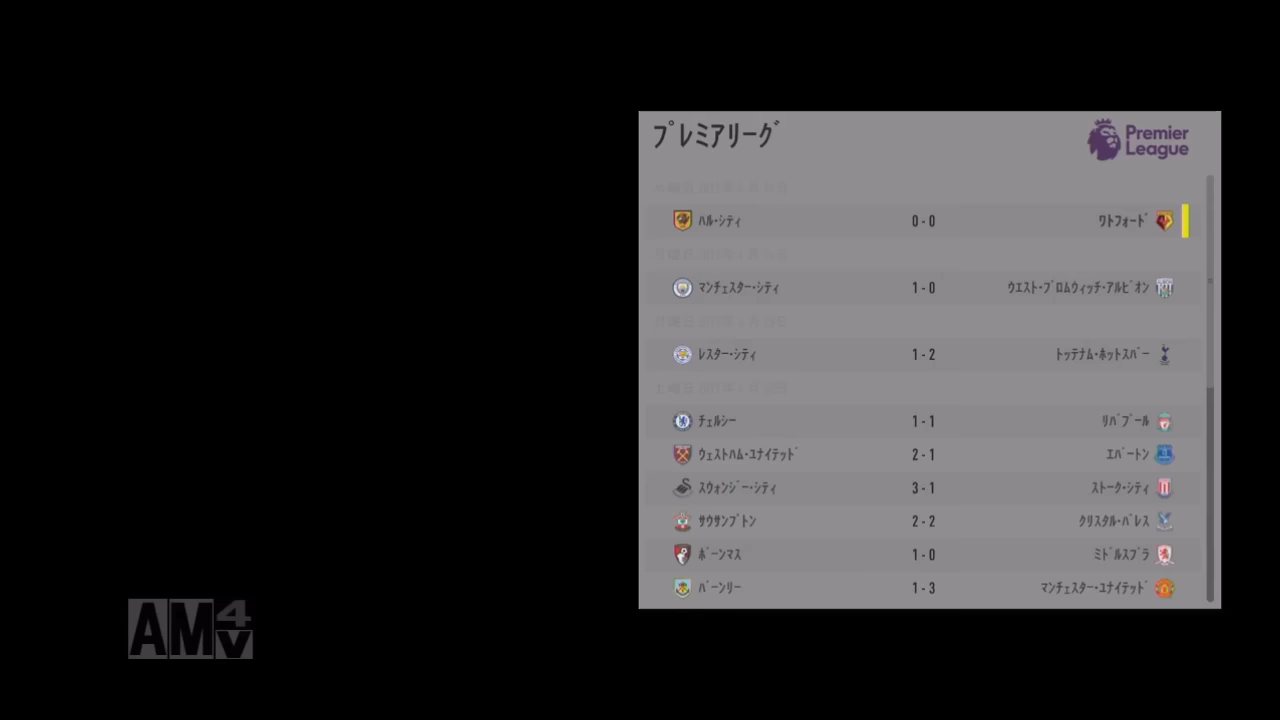 プレミアリーグ
Premier
League
ハル・シティ 0 - 0 ワトフォード
マンチェスター・シティ 1 - 0 ウエスト・ブロムウィッチ・アルビオン
レスター・シティ 1 - 2 トッテナム・ホットスパー
チェルシー 1 - 1 リバプール
ウェストハム・ユナイテッド 2 - 1 エバートン
スウォンジー・シティ 3 - 1 ストーク・シティ
サウサンプトン 2 - 2 クリスタル・パレス
ボーンマス 1 - 0 ミドルスブラ
バーンリー 1 - 3 マンチェスター・ユナイテッド
AM4V